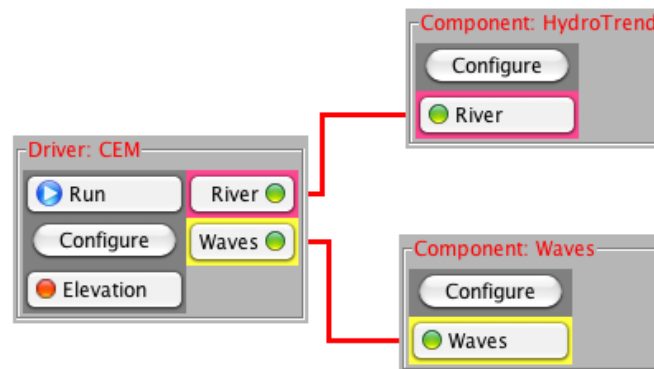 Component: HydroTrend
Configure
River
Driver: CEM
Run
River
Configure
Waves
Elevation
Component: Waves
Configure
Waves